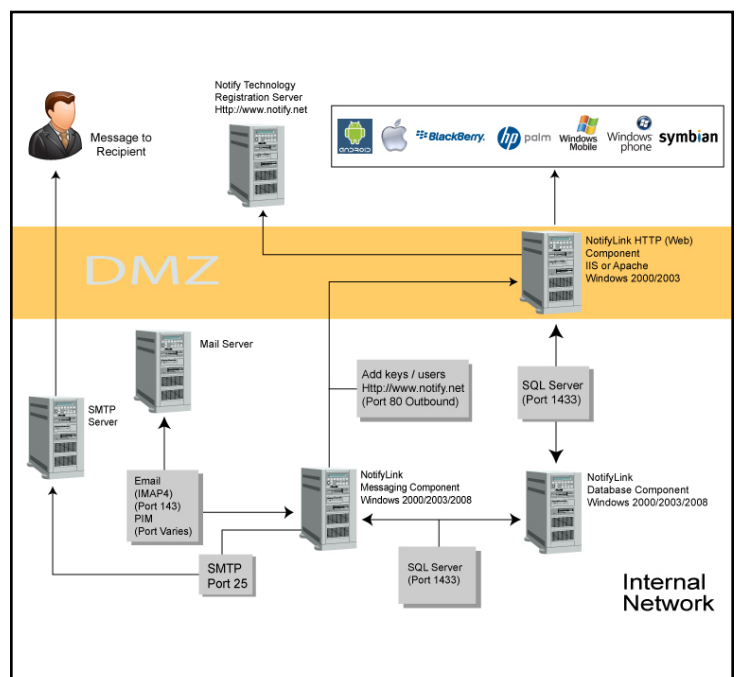 Notify Technology
Registration Server
Http://www.notify.net
Message to
Recipient
ANDROID
BlackBerry.
hp
palm
Windows
Mobile
Windows
phone
symbian
DMZ
NotifyLink HTTP (Web)
Component
IIS or Apache
Windows 2000/2003
Mail Server
Add keys / users
Http://www.notify.net
(Port 80 Outbound)
SQL Server
(Port 1433)
SMTP
Server
Email
(IMAP4)
(Port 143)
PIM
(Port Varies)
NotifyLink
Messaging Component
Windows 2000/2003/2008
NotifyLink
Database Component
Windows 2000/2003/2008
SMTP
Port 25
SQL Server
(Port 1433)
Internal
Network